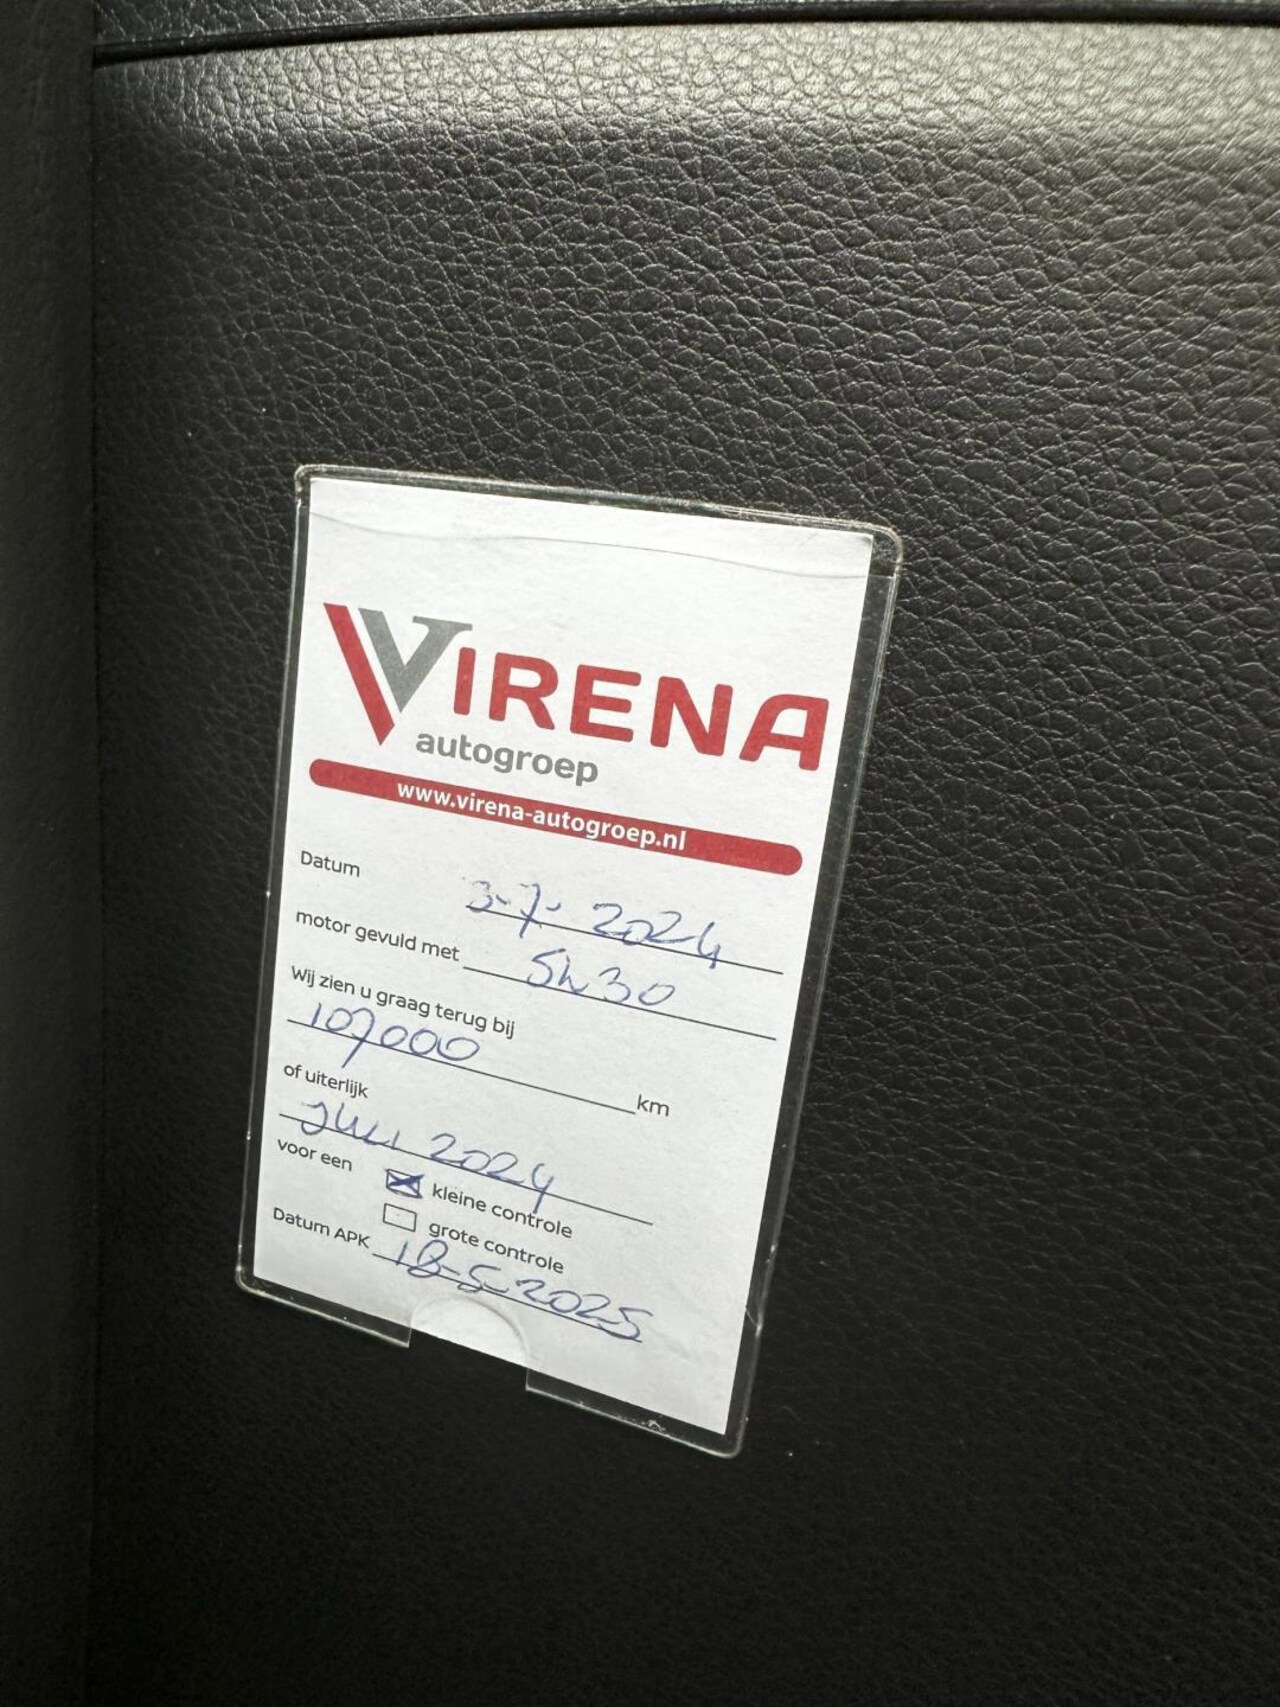 VIRENA
autogroep
www.virena-autogroep.nl
Datum 3-7-2024
motor gevuld met 5w30
Wij zien u graag terug bij
107000 km
of uiterlijk
Juli 2024
voor een
kleine controle
grote controle
Datum APK 18-5-2025